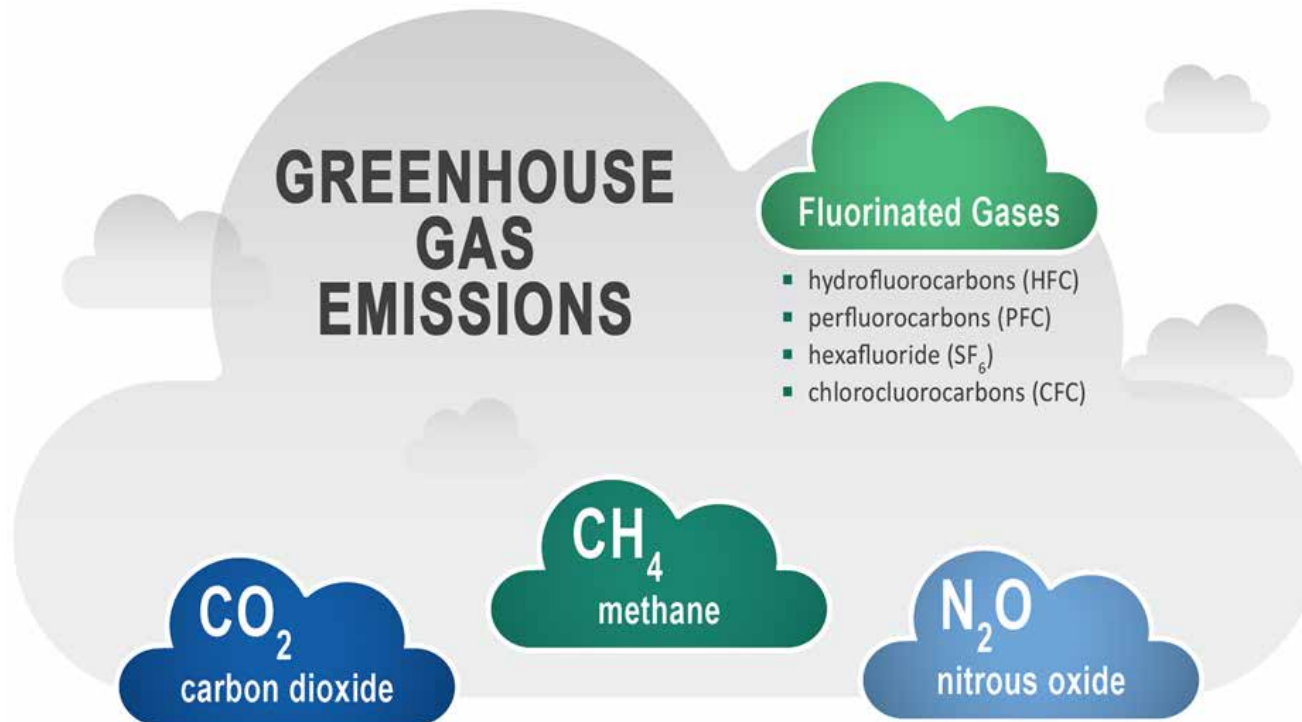 GREENHOUSE
GAS
EMISSIONS
Fluorinated Gases
▪ hydrofluorocarbons (HFC)
▪ perfluorocarbons (PFC)
▪ hexafluoride (SF₆)
▪ chlorocluorocarbons (CFC)
CH₄
methane
CO₂
carbon dioxide
N₂O
nitrous oxide